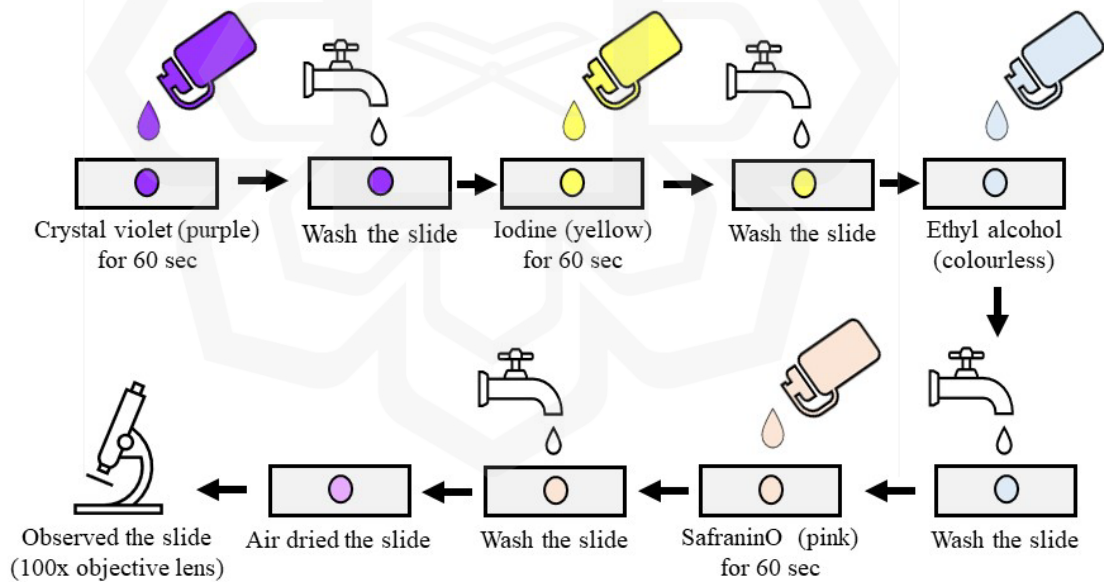 Crystal violet (purple)
for 60 sec
Wash the slide
Iodine (yellow)
for 60 sec
Wash the slide
Ethyl alcohol
(colourless)
Observed the slide
(100x objective lens)
Air dried the slide
Wash the slide
SafraninO (pink)
for 60 sec
Wash the slide